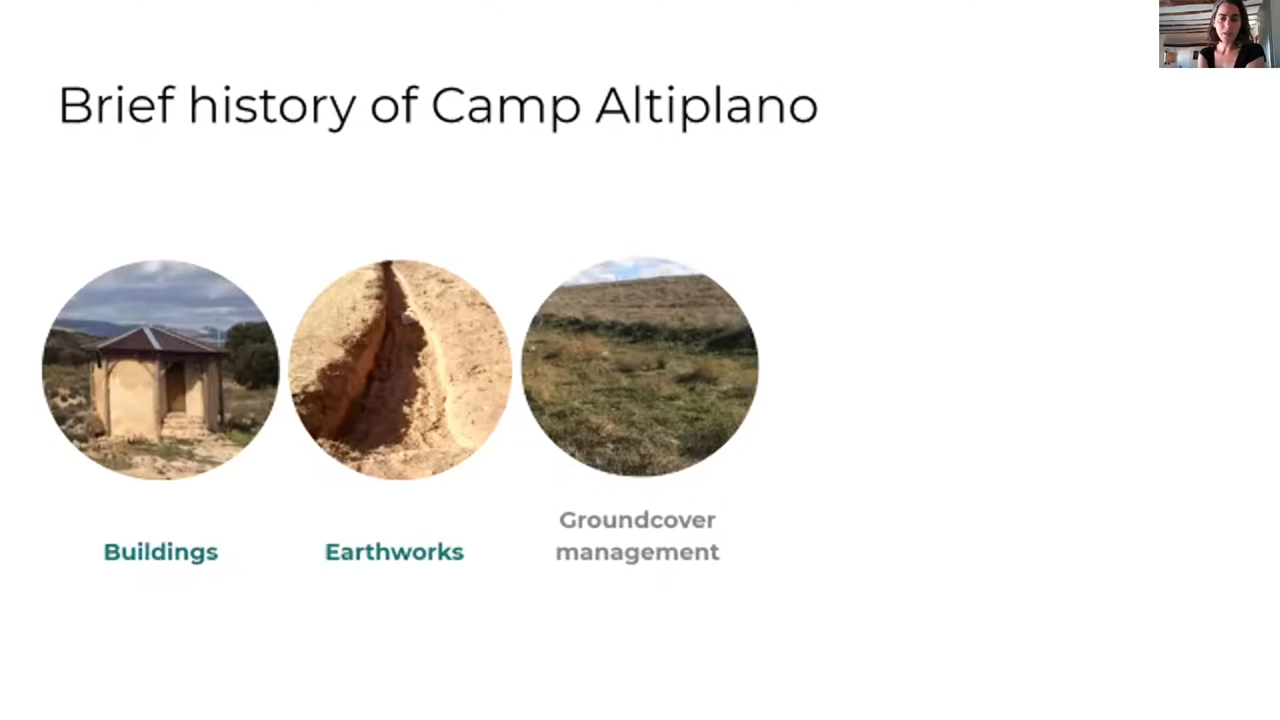 Brief history of Camp Altiplano
Buildings
Earthworks
Groundcover
management